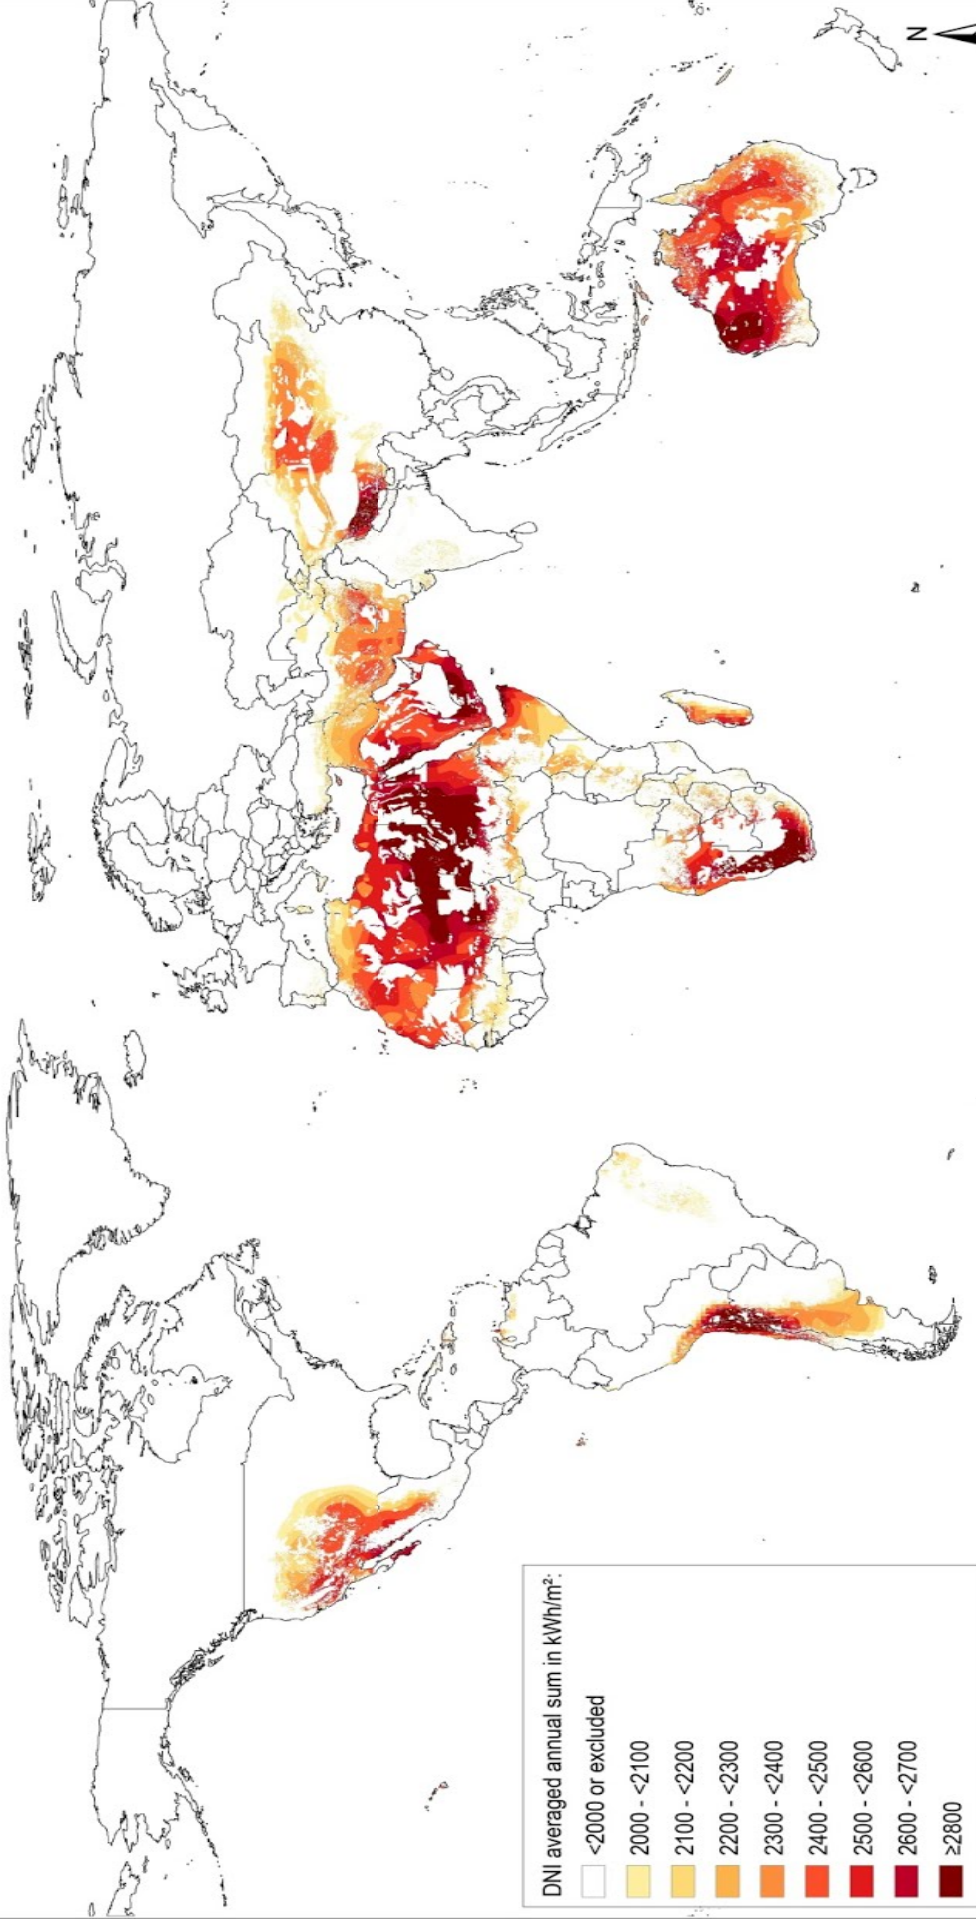 N
DNI averaged annual sum in kWh/m²:
<2000 or excluded
2000 - <2100
2100 - <2200
2200 - <2300
2300 - <2400
2400 - <2500
2500 - <2600
2600 - <2700
≥2800